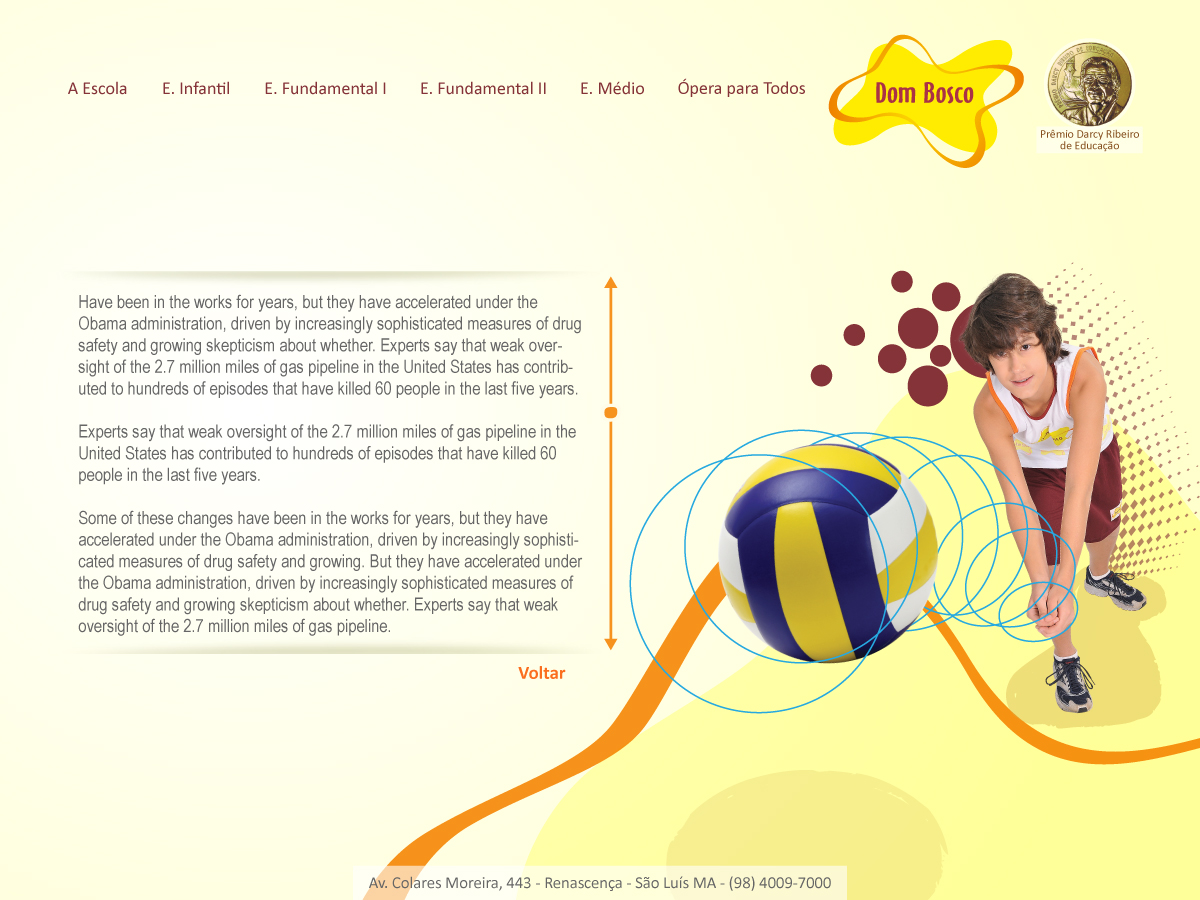 A Escola E. Infantil E. Fundamental I E. Fundamental II E. Médio Ópera para Todos
Dom Bosco
Prêmio Darcy Ribeiro
de Educação
Have been in the works for years, but they have accelerated under the
Obama administration, driven by increasingly sophisticated measures of drug
safety and growing skepticism about whether. Experts say that weak over-
sight of the 2.7 million miles of gas pipeline in the United States has contrib-
uted to hundreds of episodes that have killed 60 people in the last five years.
Experts say that weak oversight of the 2.7 million miles of gas pipeline in the
United States has contributed to hundreds of episodes that have killed 60
people in the last five years.
Some of these changes have been in the works for years, but they have
accelerated under the Obama administration, driven by increasingly sophisti-
cated measures of drug safety and growing. But they have accelerated under
the Obama administration, driven by increasingly sophisticated measures of
drug safety and growing skepticism about whether. Experts say that weak
oversight of the 2.7 million miles of gas pipeline.
Voltar
Av. Colares Moreira, 443 - Renascença - São Luís MA - (98) 4009-7000